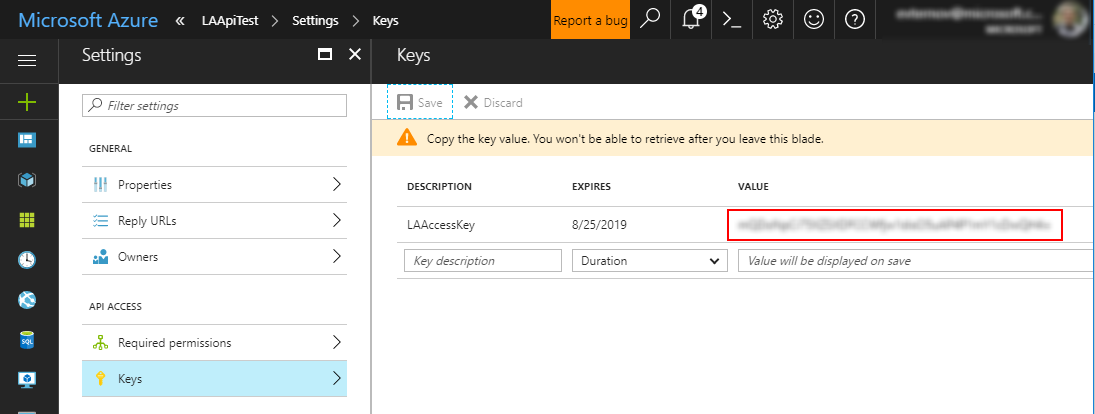 Microsoft Azure « LAApiTest > Settings > Keys Report a bug 4
Settings
Keys
Filter settings
Save Discard
Copy the key value. You won't be able to retrieve after you leave this blade.
GENERAL
Properties
Reply URLs
Owners
API ACCESS
Required permissions
SQL
Keys
DESCRIPTION EXPIRES VALUE
LAAccessKey 8/25/2019
Key description Duration Value will be displayed on save